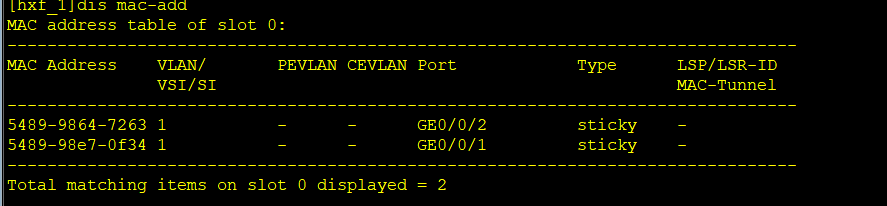 [hxf_1]dis mac-add
MAC address table of slot 0:
-------------------------------------------------------------------------------
MAC Address    VLAN/       PEVLAN CEVLAN Port            Type      LSP/LSR-ID
               VSI/SI                                              MAC-Tunnel
-------------------------------------------------------------------------------
5489-9864-7263 1           -      -      GE0/0/2         sticky    -
5489-98e7-0f34 1           -      -      GE0/0/1         sticky    -
-------------------------------------------------------------------------------
Total matching items on slot 0 displayed = 2